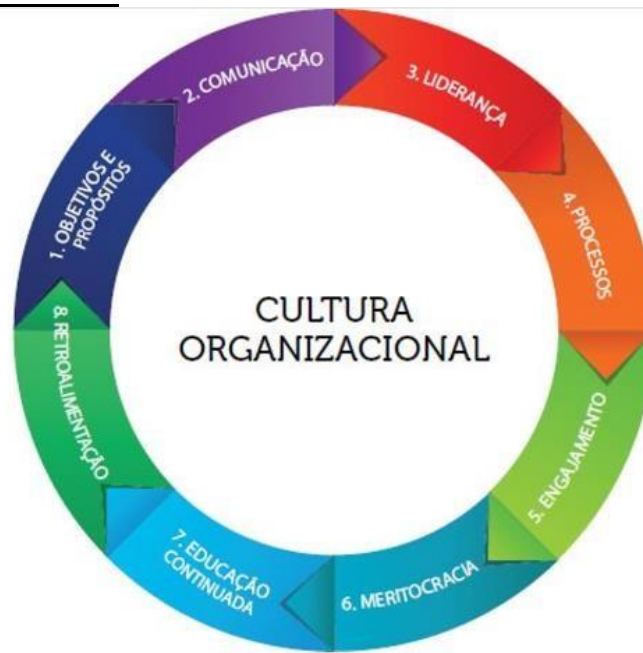 CULTURA
ORGANIZACIONAL
1. OBJETIVOS E
PROPÓSITOS
2. COMUNICAÇÃO
3. LIDERANÇA
4. PROCESSOS
5. ENGAJAMENTO
6. MERITOCRACIA
7. EDUCAÇÃO
CONTINUADA
8. RETROALIMENTAÇÃO